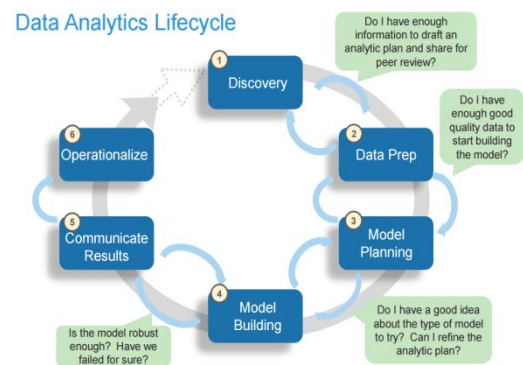 Data Analytics Lifecycle
Do I have enough
information to draft an
analytic plan and share for
peer review?
1
Discovery
Do I have
enough good
quality data to
start building
the model?
6
Operationalize
2
Data Prep
5
Communicate
Results
3
Model
Planning
4
Model
Building
Is the model robust
enough? Have we
failed for sure?
Do I have a good idea
about the type of model
to try? Can I refine the
analytic plan?